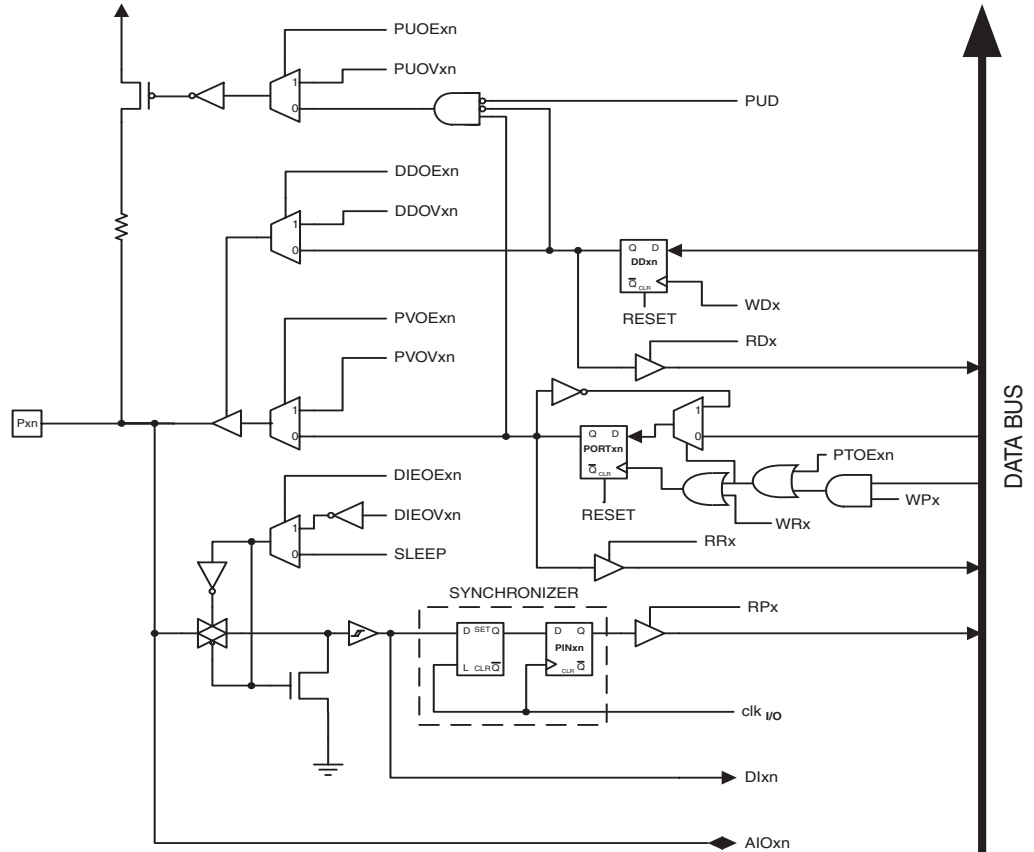 PUOExn
PUOVxn
1
0
PUD
DDOExn
DDOVxn
1
0
Q D
DDxn
Q CLR
WDx
RESET
PVOExn
RDx
PVOVxn
1
0
Pxn
1
0
Q D
PORTxn
Q CLR
PTOExn
DATA BUS
DIEOExn
WPx
RESET
WRx
DIEOVxn
1
0
SLEEP
RRx
SYNCHRONIZER
RPx
D SET Q
L CLR Q
D Q
PINxn
CLR Q
clk I/O
DIxn
AIOxn